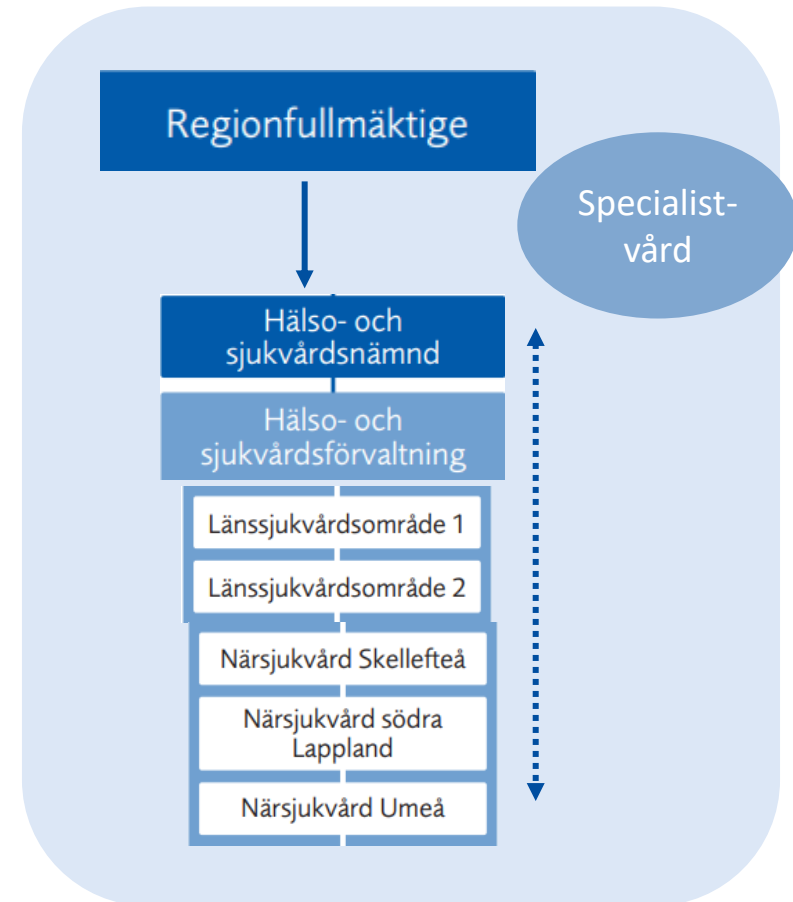 Regionfullmäktige
Specialist-
vård
Hälso- och
sjukvårdsnämnd
Hälso- och
sjukvårdsförvaltning
Länssjukvårdsområde 1
Länssjukvårdsområde 2
Närsjukvård Skellefteå
Närsjukvård södra
Lappland
Närsjukvård Umeå